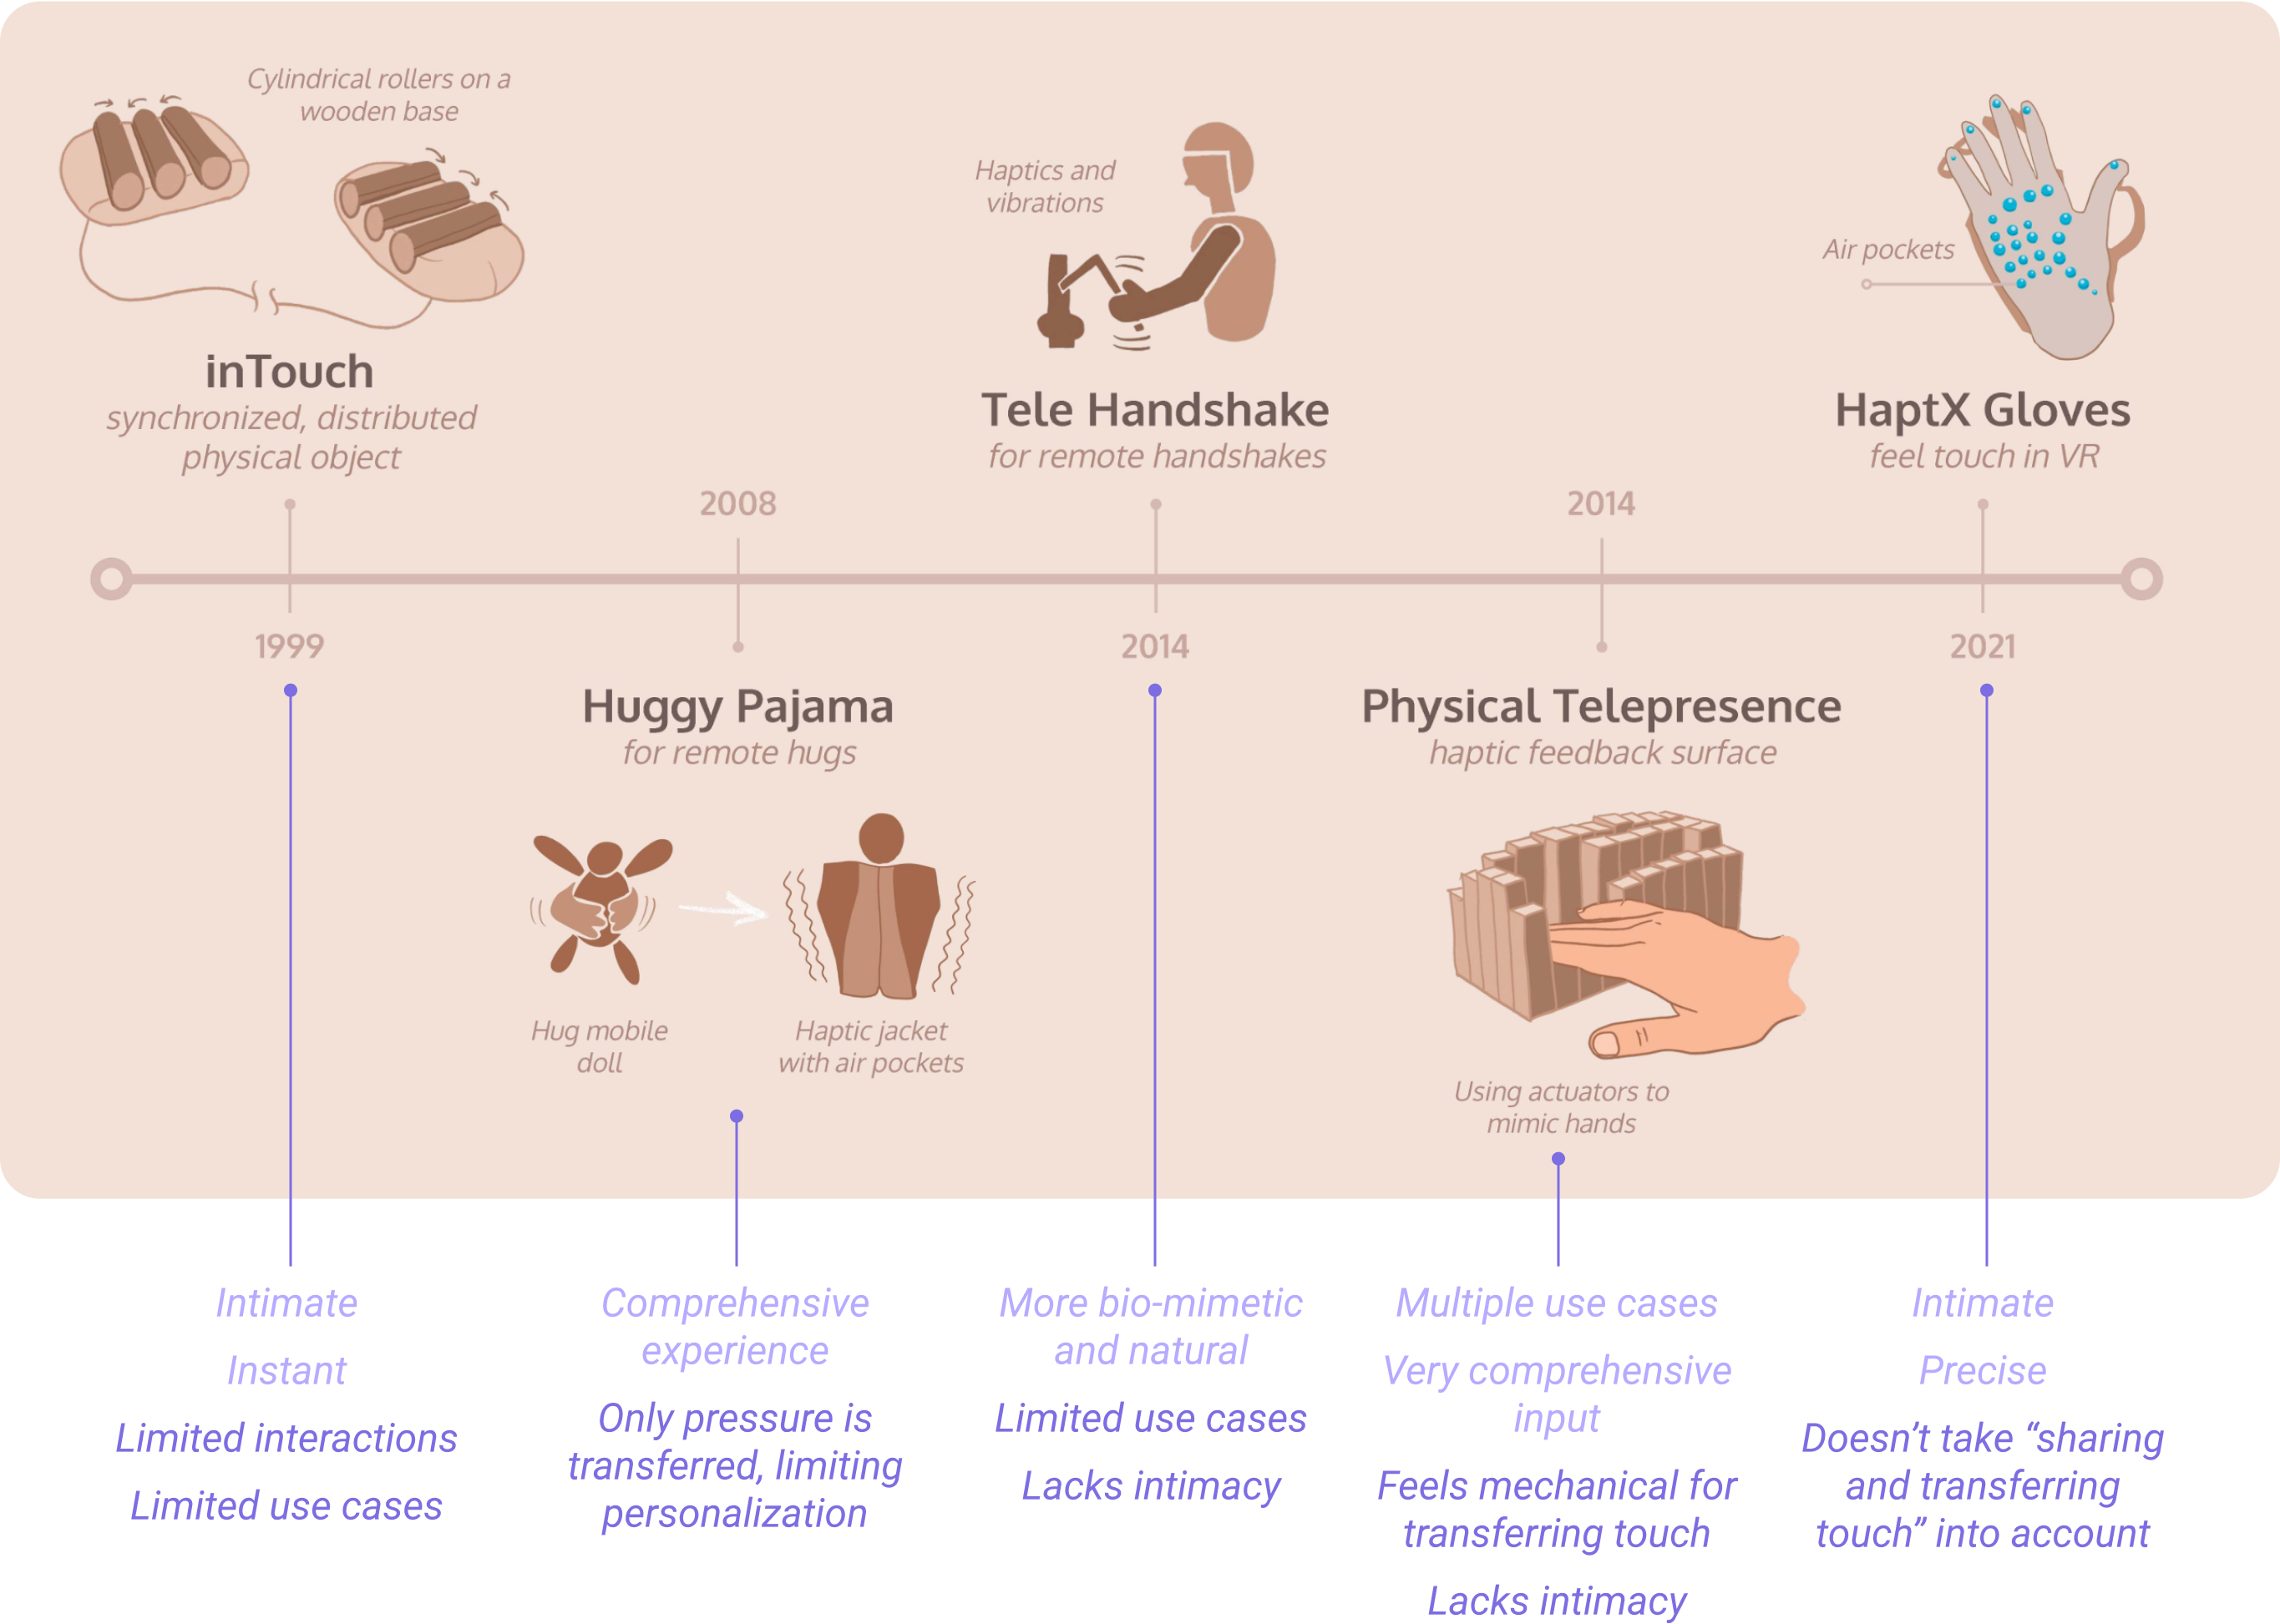 Cylindrical rollers on a
wooden base
inTouch
synchronized, distributed
physical object
1999
2008
Huggy Pajama
for remote hugs
Hug mobile
doll
Haptic jacket
with air pockets
Haptics and
vibrations
Tele Handshake
for remote handshakes
2014
2014
Physical Telepresence
haptic feedback surface
Using actuators to
mimic hands
Air pockets
HaptX Gloves
feel touch in VR
2021
Intimate
Instant
Limited interactions
Limited use cases
Comprehensive
experience
Only pressure is
transferred, limiting
personalization
More bio-mimetic
and natural
Limited use cases
Lacks intimacy
Multiple use cases
Very comprehensive
input
Feels mechanical for
transferring touch
Lacks intimacy
Intimate
Precise
Doesn’t take “sharing
and transferring
touch” into account